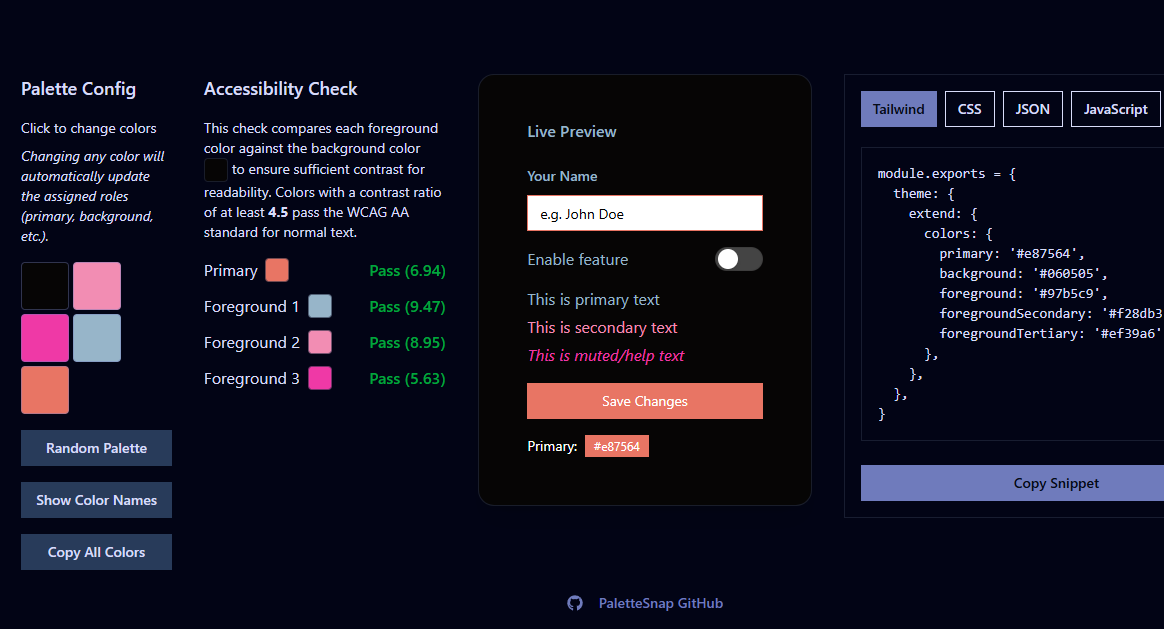 Palette Config
Click to change colors
Changing any color will
automatically update
the assigned roles
(primary, background,
etc.).
Random Palette
Show Color Names
Copy All Colors
Accessibility Check
This check compares each foreground
color against the background color
to ensure sufficient contrast for
readability. Colors with a contrast ratio
of at least 4.5 pass the WCAG AA
standard for normal text.
Primary Pass (6.94)
Foreground 1 Pass (9.47)
Foreground 2 Pass (8.95)
Foreground 3 Pass (5.63)
Live Preview
Your Name
e.g. John Doe
Enable feature
This is primary text
This is secondary text
This is muted/help text
Save Changes
Primary: #e87564
Tailwind CSS JSON JavaScript
module.exports = {
  theme: {
    extend: {
      colors: {
        primary: '#e87564',
        background: '#060505',
        foreground: '#97b5c9',
        foregroundSecondary: '#f28db3
        foregroundTertiary: '#ef39a6'
      },
    },
  },
}
Copy Snippet
PaletteSnap GitHub